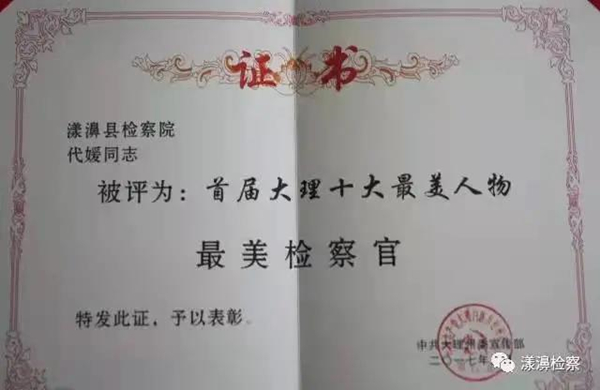 证书
漾濞县检察院
代媛同志
被评为：首届大理十大最美人物
最美检察官
特发此证，予以表彰。
中共大理州委宣传部
二〇一七年
漾濞检察